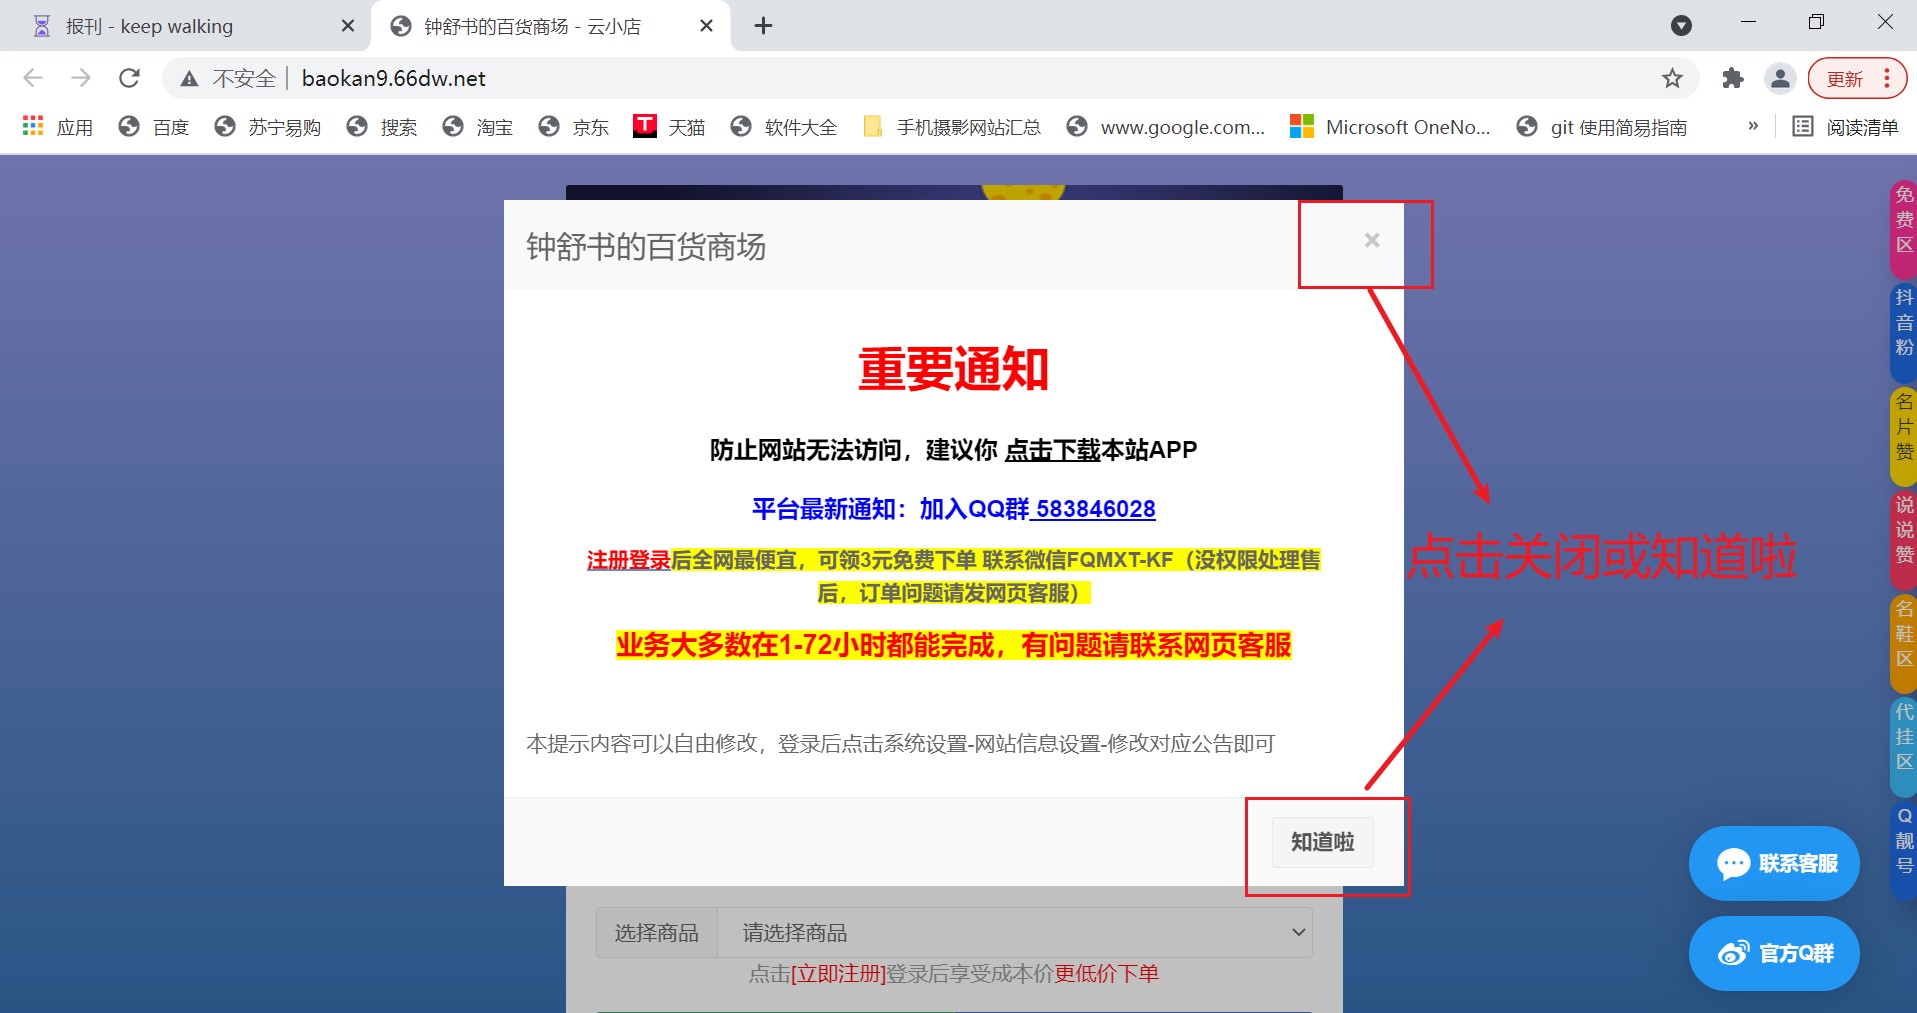 报刊 - keep walking
钟舒书的百货商场 - 云小店
不安全
baokan9.66dw.net
更新
应用
百度
苏宁易购
搜索
淘宝
京东
T
天猫
软件大全
手机摄影网站汇总
www.google.com...
Microsoft OneNo...
git 使用简易指南
»
阅读清单
钟舒书的百货商场
×
重要通知
防止网站无法访问，建议你 点击下载本站APP
平台最新通知：加入QQ群 583846028
注册登录后全网最便宜，可领3元免费下单 联系微信FQMXT-KF（没权限处理售
后，订单问题请发网页客服）
业务大多数在1-72小时都能完成，有问题请联系网页客服
本提示内容可以自由修改，登录后点击系统设置-网站信息设置-修改对应公告即可
知道啦
点击关闭或知道啦
选择商品
请选择商品
点击[立即注册]登录后享受成本价更低价下单
免费区
抖音粉
名片赞
说说赞
名鞋区
代挂区
Q靓号
联系客服
官方Q群